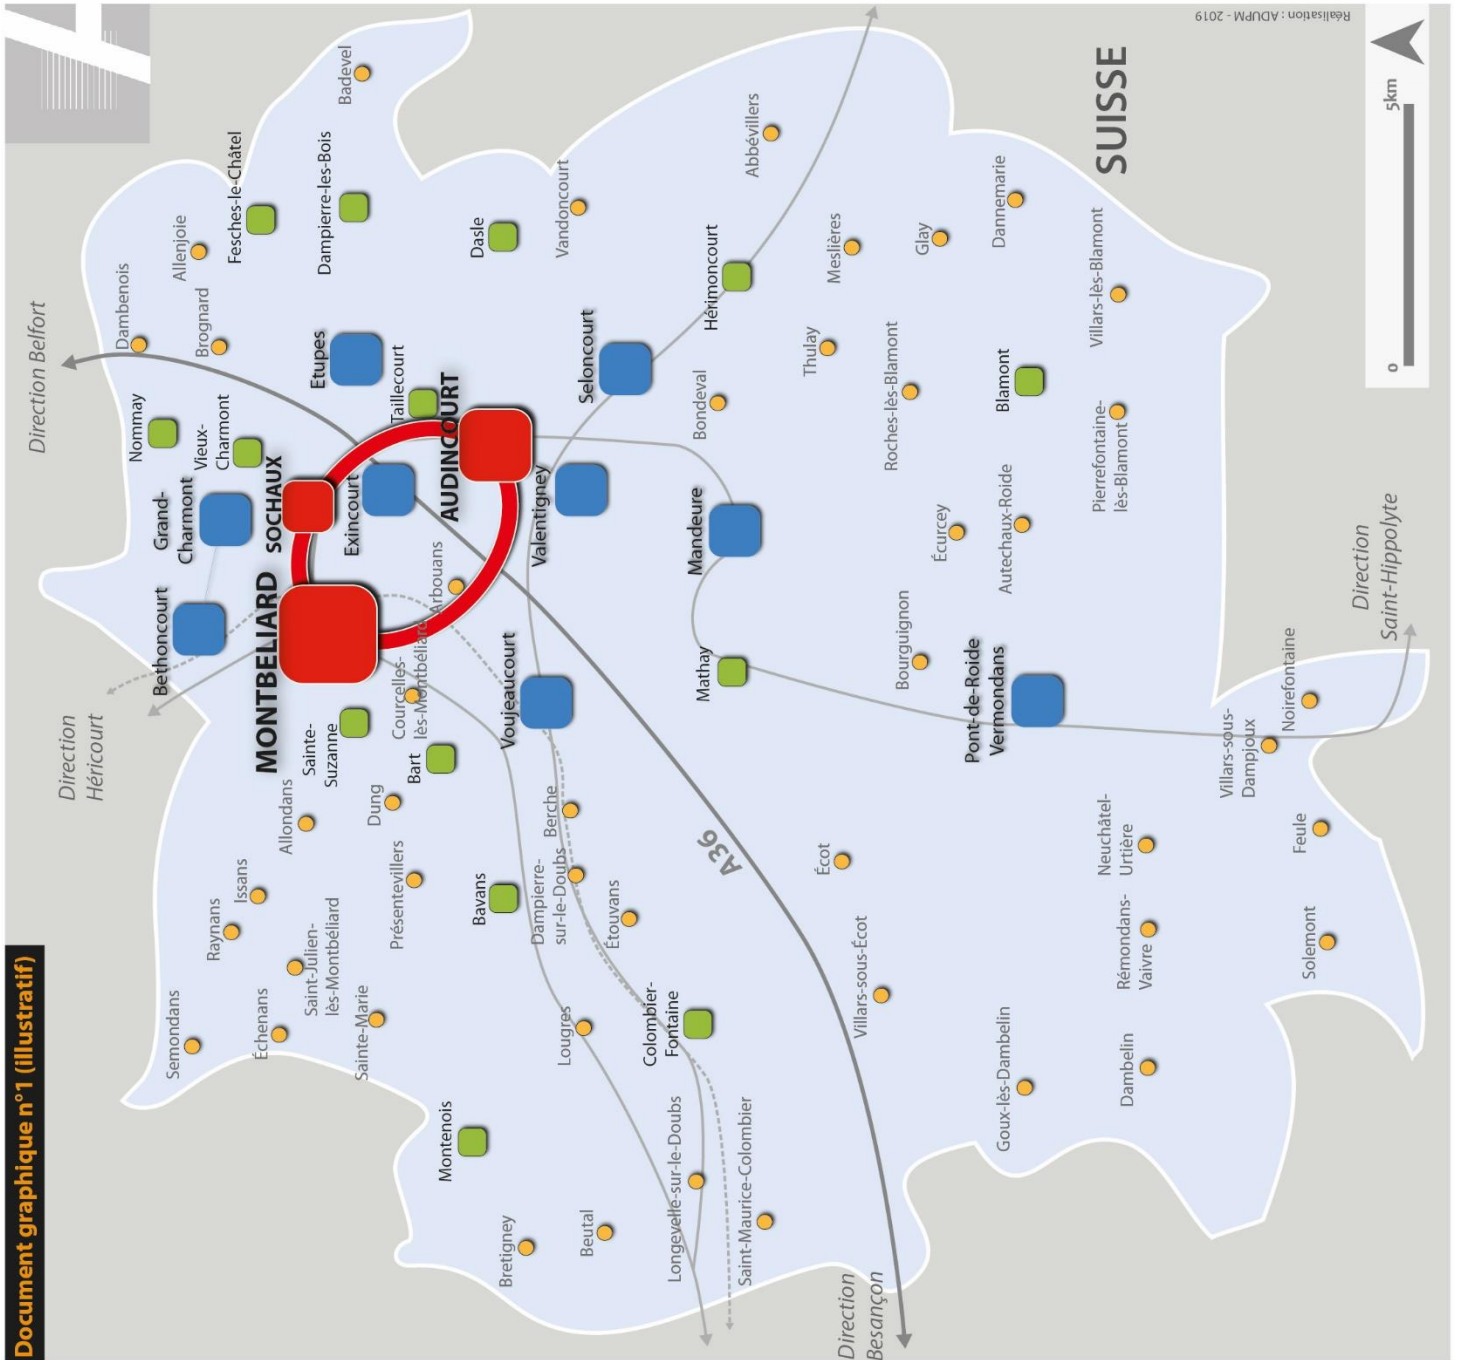 Document graphique n°1 (illustratif)
Réalisation : ADUPM - 2019
Direction Belfort
Direction
Héricourt
Dambenois
Allenjoie
Brognard
Nommay
Vieux-
Charmont
Grand-
Charmont
Bethoncourt
Fesches-le-Châtel
Badevel
Dampierre-les-Bois
Etupes
Taillecourt
SOCHAUX
Exincourt
MONTBELIARD
AUDINCOURT
Arbouans
Courcelles-
lès-Montbéliard
Sainte-
Suzanne
Bart
Dung
Allondans
Issans
Raynans
Semondans
Échenans
Saint-Julien-
lès-Montbéliard
Sainte-Marie
Présentevillers
Montenois
Bavans
Dasle
Vandoncourt
Seloncourt
Valentigney
Voujeaucourt
Berche
Dampierre-
sur-le-Doubs
Étouvans
Lougres
Bretigney
Beutal
Colombier-
Fontaine
Longevelle-sur-le-Doubs
Saint-Maurice-Colombier
A36
Mathay
Mandeure
Bondeval
Hérimoncourt
Abbévillers
Meslières
Thulay
Glay
Roches-lès-Blamont
Dannemarie
Écot
Villars-sous-Écot
Direction
Besançon
Bourguignon
Écurcey
Autechaux-Roide
Blamont
Villars-lès-Blamont
Pierrefontaine-
lès-Blamont
SUISSE
Pont-de-Roide
Vermondans
Goux-lès-Dambelin
Dambelin
Rémondans-
Vaivre
Neuchâtel-
Urtière
Villars-sous-
Dampjoux
Noirefontaine
Feule
Solemont
Direction
Saint-Hippolyte
0
5km